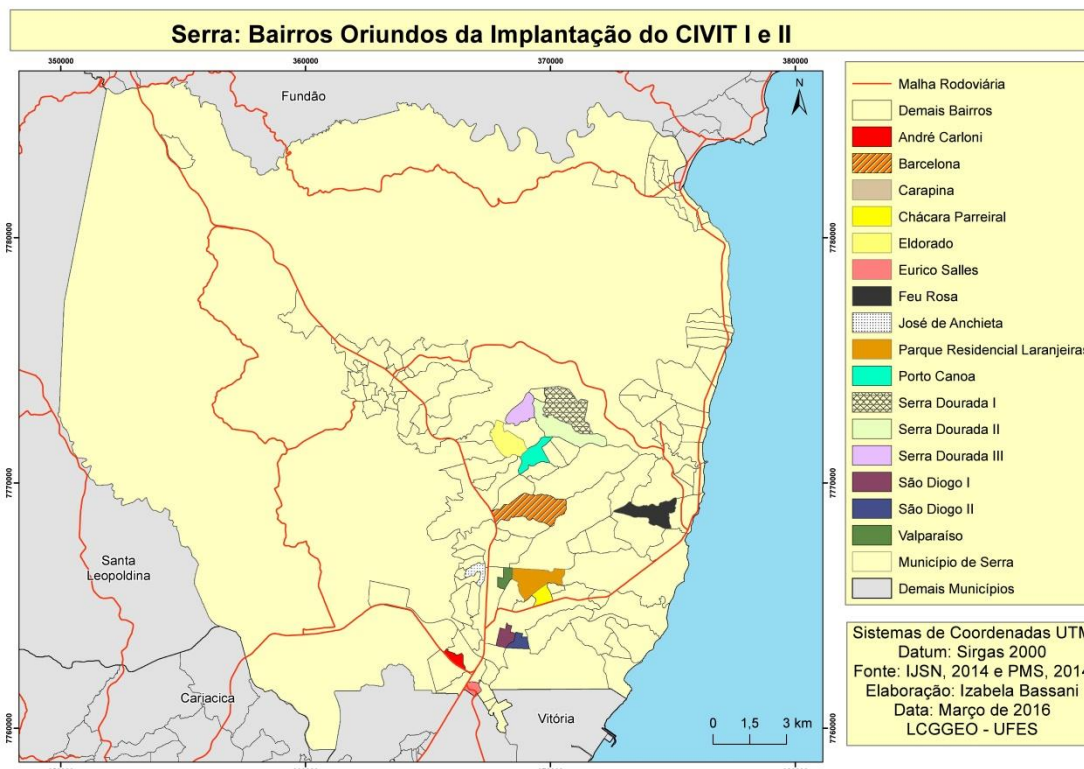 Serra: Bairros Oriundos da Implantação do CIVIT I e II
350000 360000 370000 380000
Fundão
N
7780000 7780000
7770000 7770000
Santa
Leopoldina
Cariacica
Vitória
7760000 7760000
0 1,5 3 km
Malha Rodoviária
Demais Bairros
André Carloni
Barcelona
Carapina
Chácara Parreiral
Eldorado
Eurico Salles
Feu Rosa
José de Anchieta
Parque Residencial Laranjeiras
Porto Canoa
Serra Dourada I
Serra Dourada II
Serra Dourada III
São Diogo I
São Diogo II
Valparaíso
Município de Serra
Demais Municípios
Sistemas de Coordenadas UTM
Datum: Sirgas 2000
Fonte: IJSN, 2014 e PMS, 2014
Elaboração: Izabela Bassani
Data: Março de 2016
LCGGEO - UFES